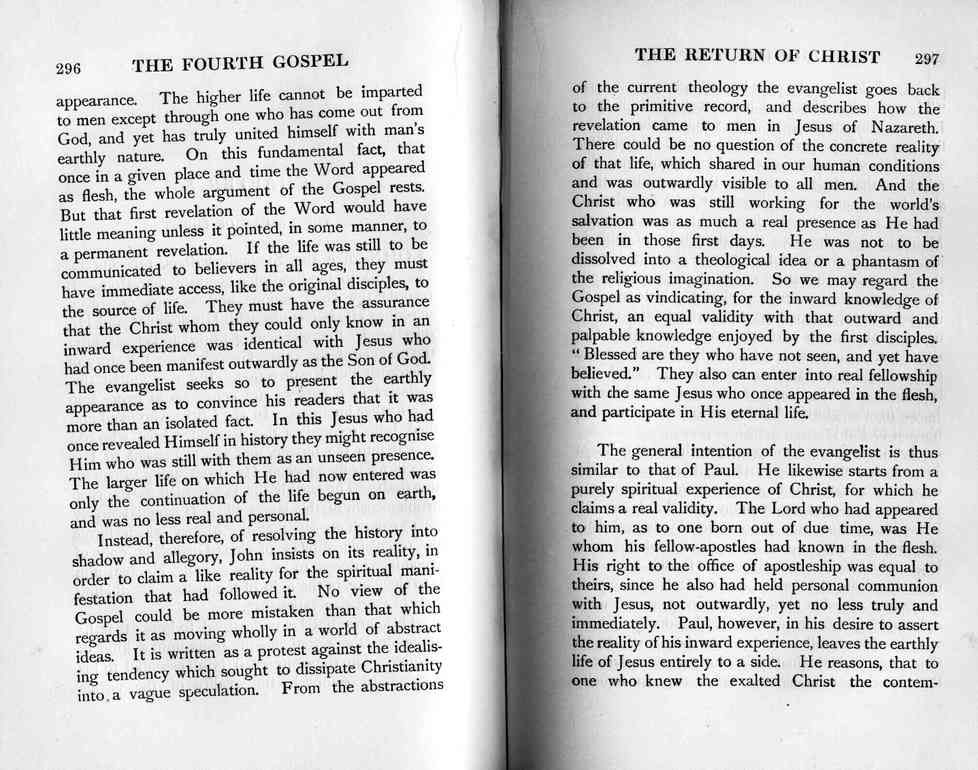 296 THE FOURTH GOSPEL
appearance. The higher life cannot be imparted
to men except through one who has come out from
God, and yet has truly united himself with man's
earthly nature. On this fundamental fact, that
once in a given place and time the Word appeared
as flesh, the whole argument of the Gospel rests.
But that first revelation of the Word would have
little meaning unless it pointed, in some manner, to
a permanent revelation. If the life was still to be
communicated to believers in all ages, they must
have immediate access, like the original disciples, to
the source of life. They must have the assurance
that the Christ whom they could only know in an
inward experience was identical with Jesus who
had once been manifest outwardly as the Son of God.
The evangelist seeks so to present the earthly
appearance as to convince his readers that it was
more than an isolated fact. In this Jesus who had
once revealed Himself in history they might recognise
Him who was still with them as an unseen presence.
The larger life on which He had now entered was
only the continuation of the life begun on earth,
and was no less real and personal.
Instead, therefore, of resolving the history into
shadow and allegory, John insists on its reality, in
order to claim a like reality for the spiritual mani-
festation that had followed it. No view of the
Gospel could be more mistaken than that which
regards it as moving wholly in a world of abstract
ideas. It is written as a protest against the idealis-
ing tendency which sought to dissipate Christianity
into a vague speculation. From the abstractions
THE RETURN OF CHRIST 297
of the current theology the evangelist goes back
to the primitive record, and describes how the
revelation came to men in Jesus of Nazareth.
There could be no question of the concrete reality
of that life, which shared in our human conditions
and was outwardly visible to all men. And the
Christ who was still working for the world's
salvation was as much a real presence as He had
been in those first days. He was not to be
dissolved into a theological idea or a phantasm of
the religious imagination. So we may regard the
Gospel as vindicating, for the inward knowledge of
Christ, an equal validity with that outward and
palpable knowledge enjoyed by the first disciples.
“Blessed are they who have not seen, and yet have
believed.” They also can enter into real fellowship
with the same Jesus who once appeared in the flesh,
and participate in His eternal life.
The general intention of the evangelist is thus
similar to that of Paul. He likewise starts from a
purely spiritual experience of Christ, for which he
claims a real validity. The Lord who had appeared
to him, as to one born out of due time, was He
whom his fellow-apostles had known in the flesh.
His right to the office of apostleship was equal to
theirs, since he also had held personal communion
with Jesus, not outwardly, yet no less truly and
immediately. Paul, however, in his desire to assert
the reality of his inward experience, leaves the earthly
life of Jesus entirely to a side. He reasons, that to
one who knew the exalted Christ the contem-